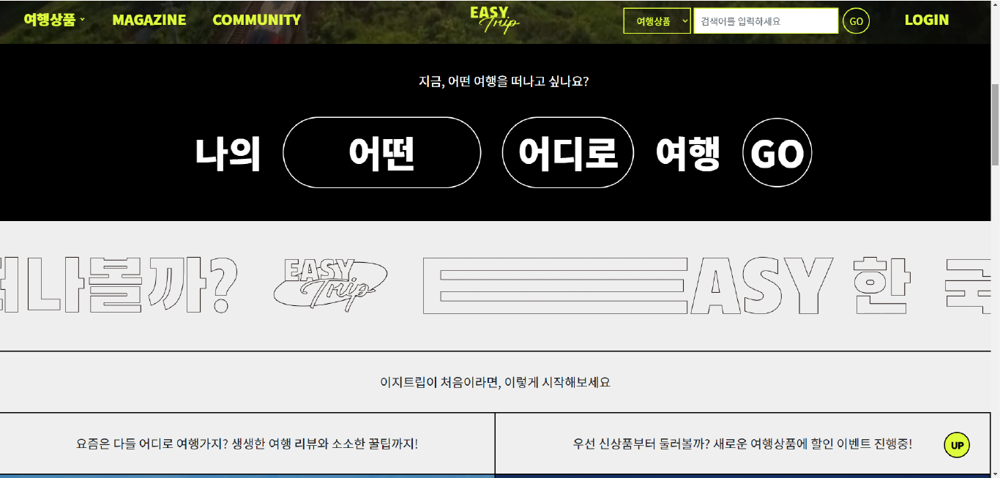 여행상품 MAGAZINE COMMUNITY EASY Trip 여행상품 검색어를 입력하세요 GO LOGIN
지금, 어떤 여행을 떠나고 싶나요?
나의 어떤 어디로 여행 GO
나볼까? EASY Trip EASY 한
이지트립이 처음이라면, 이렇게 시작해보세요
요즘은 다들 어디로 여행가지? 생생한 여행 리뷰와 소소한 꿀팁까지!
우선 신상품부터 둘러볼까? 새로운 여행상품에 할인 이벤트 진행중!
UP